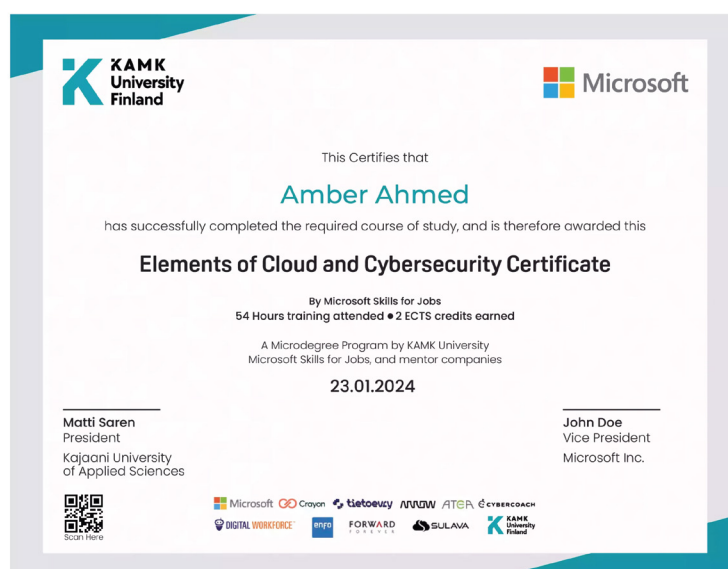 KAMK
University
Finland
Microsoft
This Certifies that
Amber Ahmed
has successfully completed the required course of study, and is therefore awarded this
Elements of Cloud and Cybersecurity Certificate
By Microsoft Skills for Jobs
54 Hours training attended ● 2 ECTS credits earned
A Microdegree Program by KAMK University
Microsoft Skills for Jobs, and mentor companies
23.01.2024
Matti Saren
President
Kajaani University
of Applied Sciences
John Doe
Vice President
Microsoft Inc.
Scan Here
Microsoft Crayon tietoevry ARROW ATEA CYBERCOACH
DIGITAL WORKFORCE enfo FORWARD FOREVER SULAVA KAMK University Finland